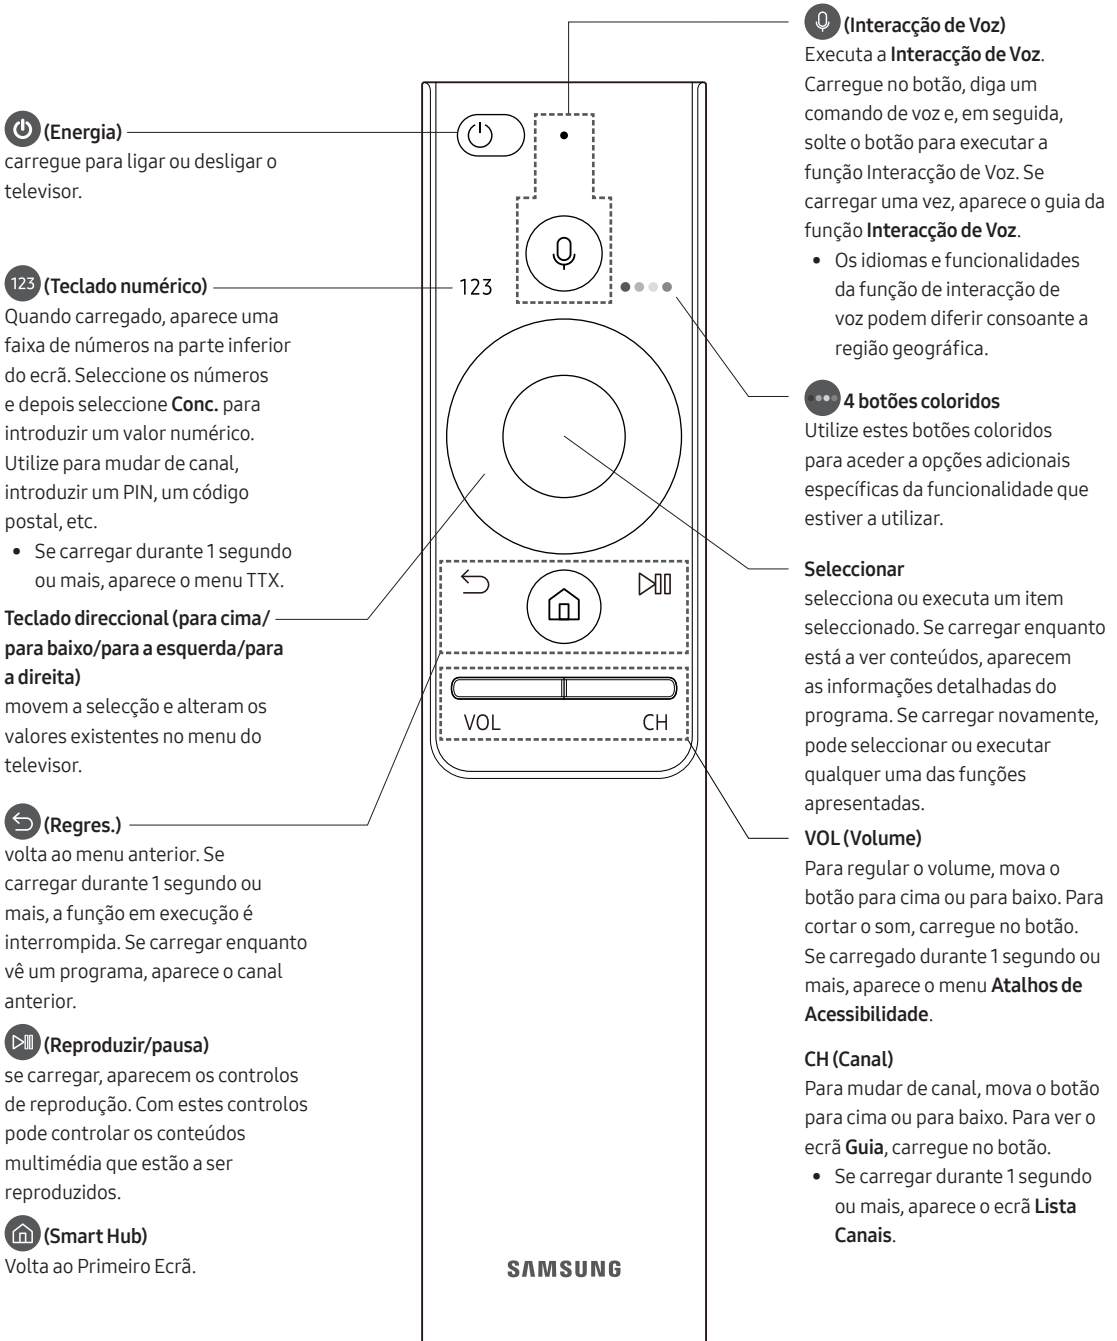 (Energia)
carregue para ligar ou desligar o
televisor.
123 (Teclado numérico)
Quando carregado, aparece uma
faixa de números na parte inferior
do ecrã. Seleccione os números
e depois seleccione Conc. para
introduzir um valor numérico.
Utilize para mudar de canal,
introduzir um PIN, um código
postal, etc.
• Se carregar durante 1 segundo
ou mais, aparece o menu TTX.
Teclado direccional (para cima/
para baixo/para a esquerda/para
a direita)
movem a selecção e alteram os
valores existentes no menu do
televisor.
(Regres.)
volta ao menu anterior. Se
carregar durante 1 segundo ou
mais, a função em execução é
interrompida. Se carregar enquanto
vê um programa, aparece o canal
anterior.
(Reproduzir/pausa)
se carregar, aparecem os controlos
de reprodução. Com estes controlos
pode controlar os conteúdos
multimédia que estão a ser
reproduzidos.
(Smart Hub)
Volta ao Primeiro Ecrã.
123
VOL
CH
SAMSUNG
(Interacção de Voz)
Executa a Interacção de Voz.
Carregue no botão, diga um
comando de voz e, em seguida,
solte o botão para executar a
função Interacção de Voz. Se
carregar uma vez, aparece o guia da
função Interacção de Voz.
• Os idiomas e funcionalidades
da função de interacção de
voz podem diferir consoante a
região geográfica.
4 botões coloridos
Utilize estes botões coloridos
para aceder a opções adicionais
específicas da funcionalidade que
estiver a utilizar.
Seleccionar
selecciona ou executa um item
seleccionado. Se carregar enquanto
está a ver conteúdos, aparecem
as informações detalhadas do
programa. Se carregar novamente,
pode seleccionar ou executar
qualquer uma das funções
apresentadas.
VOL (Volume)
Para regular o volume, mova o
botão para cima ou para baixo. Para
cortar o som, carregue no botão.
Se carregado durante 1 segundo ou
mais, aparece o menu Atalhos de
Acessibilidade.
CH (Canal)
Para mudar de canal, mova o botão
para cima ou para baixo. Para ver o
ecrã Guia, carregue no botão.
• Se carregar durante 1 segundo
ou mais, aparece o ecrã Lista
Canais.